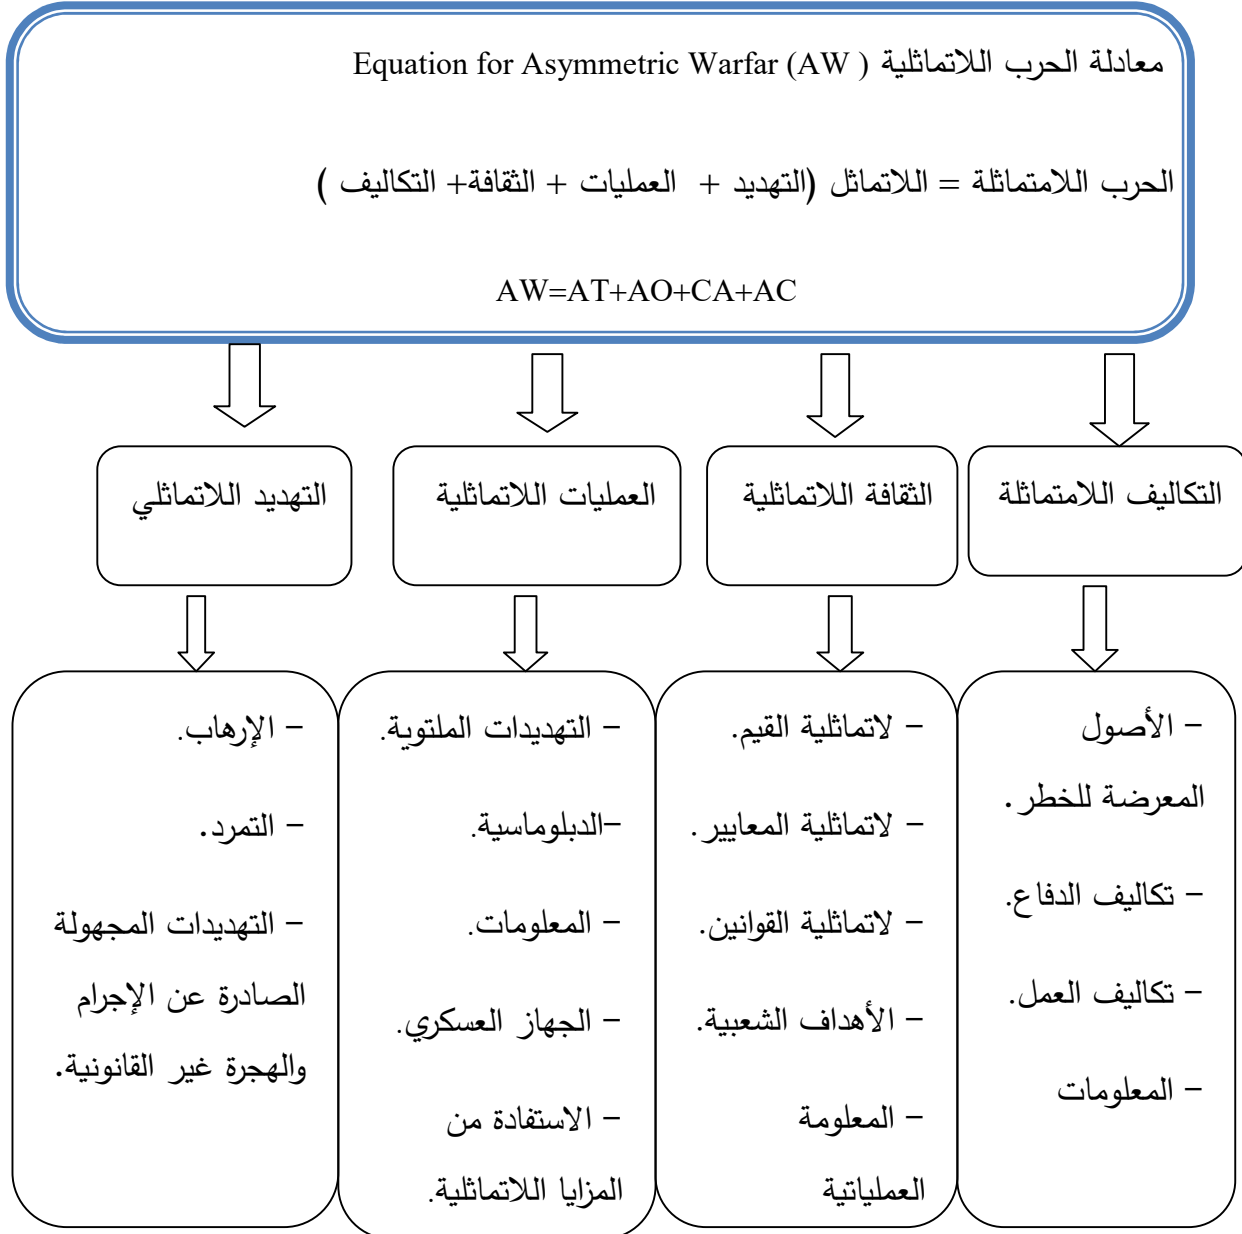 معادلة الحرب اللاتماثلية Equation for Asymmetric Warfar (AW )
الحرب اللامتماثلة = اللاتماثل (التهديد + العمليات + الثقافة+ التكاليف )
AW=AT+AO+CA+AC
التكاليف اللامتماثلة
الثقافة اللاتماثلية
العمليات اللاتماثلية
التهديد اللاتماثلي
– الأصول
المعرضة للخطر .
– تكاليف الدفاع.
– تكاليف العمل.
– المعلومات
– لاتماثلية القيم.
– لاتماثلية المعايير.
– لاتماثلية القوانين.
– الأهداف الشعبية.
– المعلومة
العملياتية
– التهديدات الملتوية.
–الدبلوماسية.
– المعلومات.
– الجهاز العسكري.
– الاستفادة من
المزايا اللاتماثلية.
– الإرهاب.
– التمرد.
– التهديدات المجهولة
الصادرة عن الإجرام
والهجرة غير القانونية.